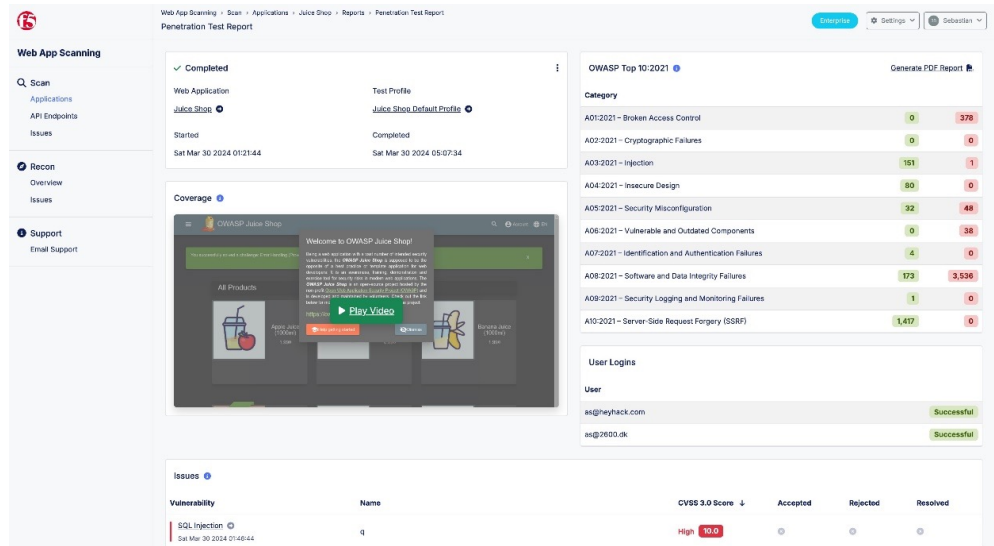 Web App Scanning › Scan › Applications › Juice Shop › Reports › Penetration Test Report
Penetration Test Report
Enterprise
Settings
Sebastian
Web App Scanning
Scan
Applications
API Endpoints
Issues
Recon
Overview
Issues
Support
Email Support
Completed
Web Application
Test Profile
Juice Shop
Juice Shop Default Profile
Started
Completed
Sat Mar 30 2024 01:21:44
Sat Mar 30 2024 05:07:34
Coverage
OWASP Juice Shop
Account
EN
Welcome to OWASP Juice Shop!
All Products
Play Video
Apple Juice (1000ml)
Banana Juice (1000ml)
OWASP Top 10:2021
Generate PDF Report
Category
A01:2021 – Broken Access Control 0 378
A02:2021 – Cryptographic Failures 0 0
A03:2021 – Injection 151 1
A04:2021 – Insecure Design 80 0
A05:2021 – Security Misconfiguration 32 48
A06:2021 – Vulnerable and Outdated Components 0 38
A07:2021 – Identification and Authentication Failures 4 0
A08:2021 – Software and Data Integrity Failures 173 3,536
A09:2021 – Security Logging and Monitoring Failures 1 0
A10:2021 – Server-Side Request Forgery (SSRF) 1,417 0
User Logins
User
as@heyhack.com Successful
as@2600.dk Successful
Issues
Vulnerability Name CVSS 3.0 Score ↓ Accepted Rejected Resolved
SQL Injection
Sat Mar 30 2024 01:46:44
q High 10.0